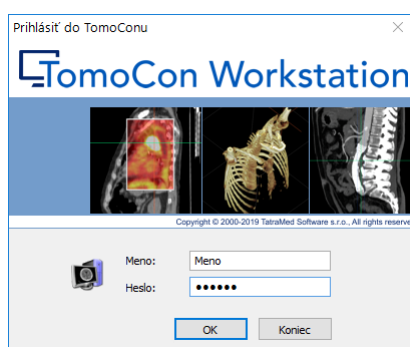 Prihlásiť do TomoConu
TomoCon Workstation
Copyright © 2000-2019 TatraMed Software s.r.o., All rights reserve
Meno:
Meno
Heslo:
••••••
OK
Koniec